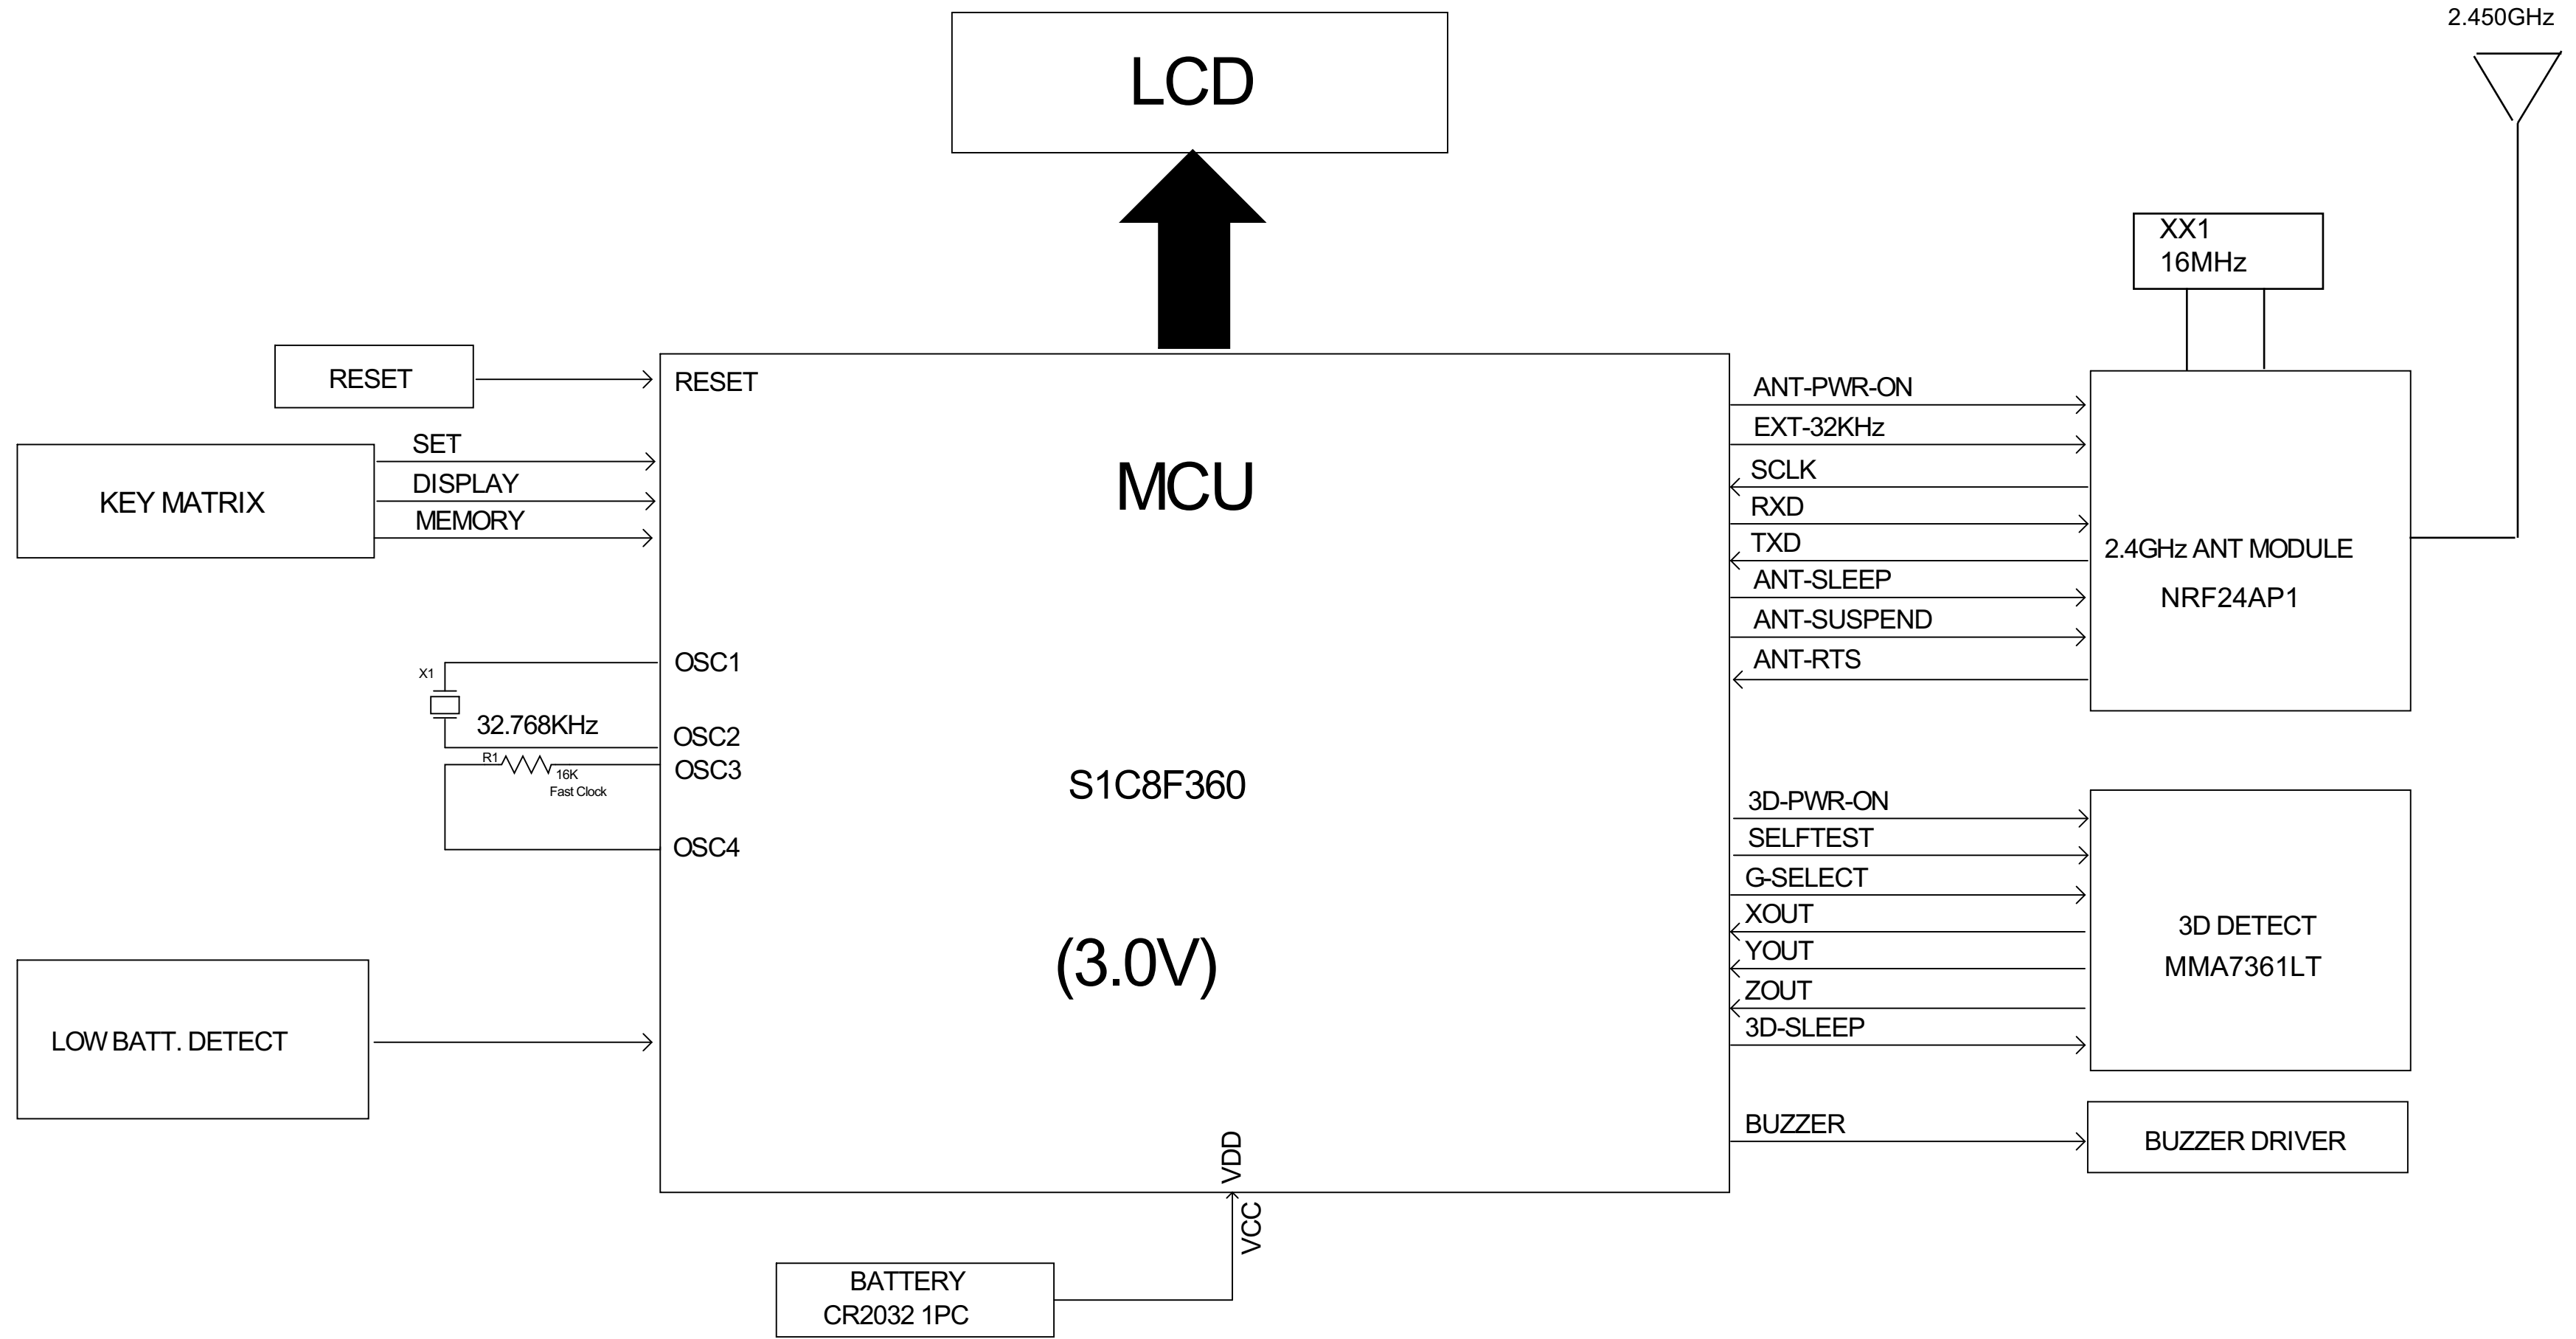 2.450GHz
LCD
XX1
16MHz
RESET
RESET
KEY MATRIX
SET
DISPLAY
MEMORY
MCU
S1C8F360
(3.0V)
X1
32.768KHz
R1
16K
Fast Clock
OSC1
OSC2
OSC3
OSC4
LOW BATT. DETECT
ANT-PWR-ON
EXT-32KHz
SCLK
RXD
TXD
ANT-SLEEP
ANT-SUSPEND
ANT-RTS
2.4GHz ANT MODULE
NRF24AP1
3D-PWR-ON
SELFTEST
G-SELECT
XOUT
YOUT
ZOUT
3D-SLEEP
3D DETECT
MMA7361LT
BUZZER
BUZZER DRIVER
VDD
VCC
BATTERY
CR2032 1PC